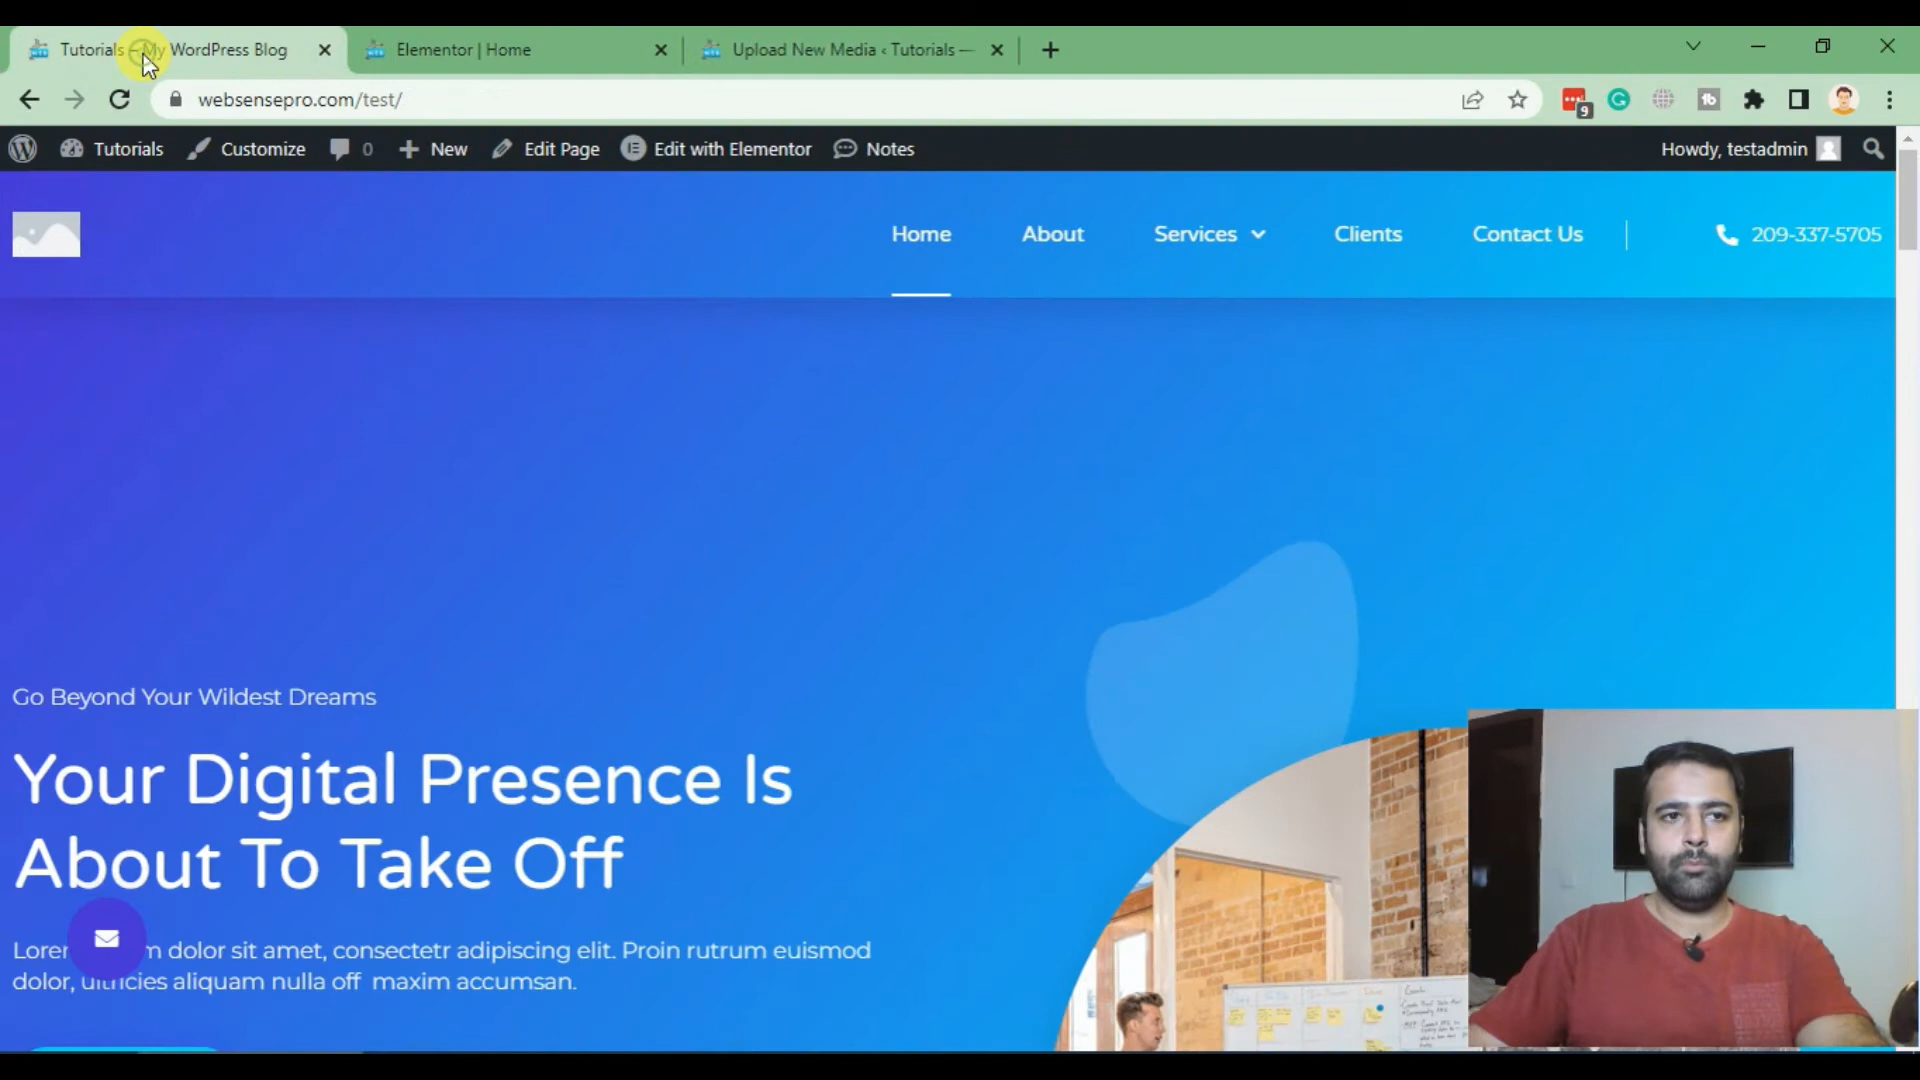 Tutorials – My WordPress Blog
Elementor | Home
Upload New Media ‹ Tutorials —
websensepro.com/test/
9
Tutorials
Customize
0
New
Edit Page
Edit with Elementor
Notes
Howdy, testadmin
Home
About
Services
Clients
Contact Us
209-337-5705
Go Beyond Your Wildest Dreams
Your Digital Presence Is
About To Take Off
dolor sit amet, consectetr adipiscing elit. Proin rutrum euismod
dolor, ultricies aliquam nulla off maxim accumsan.